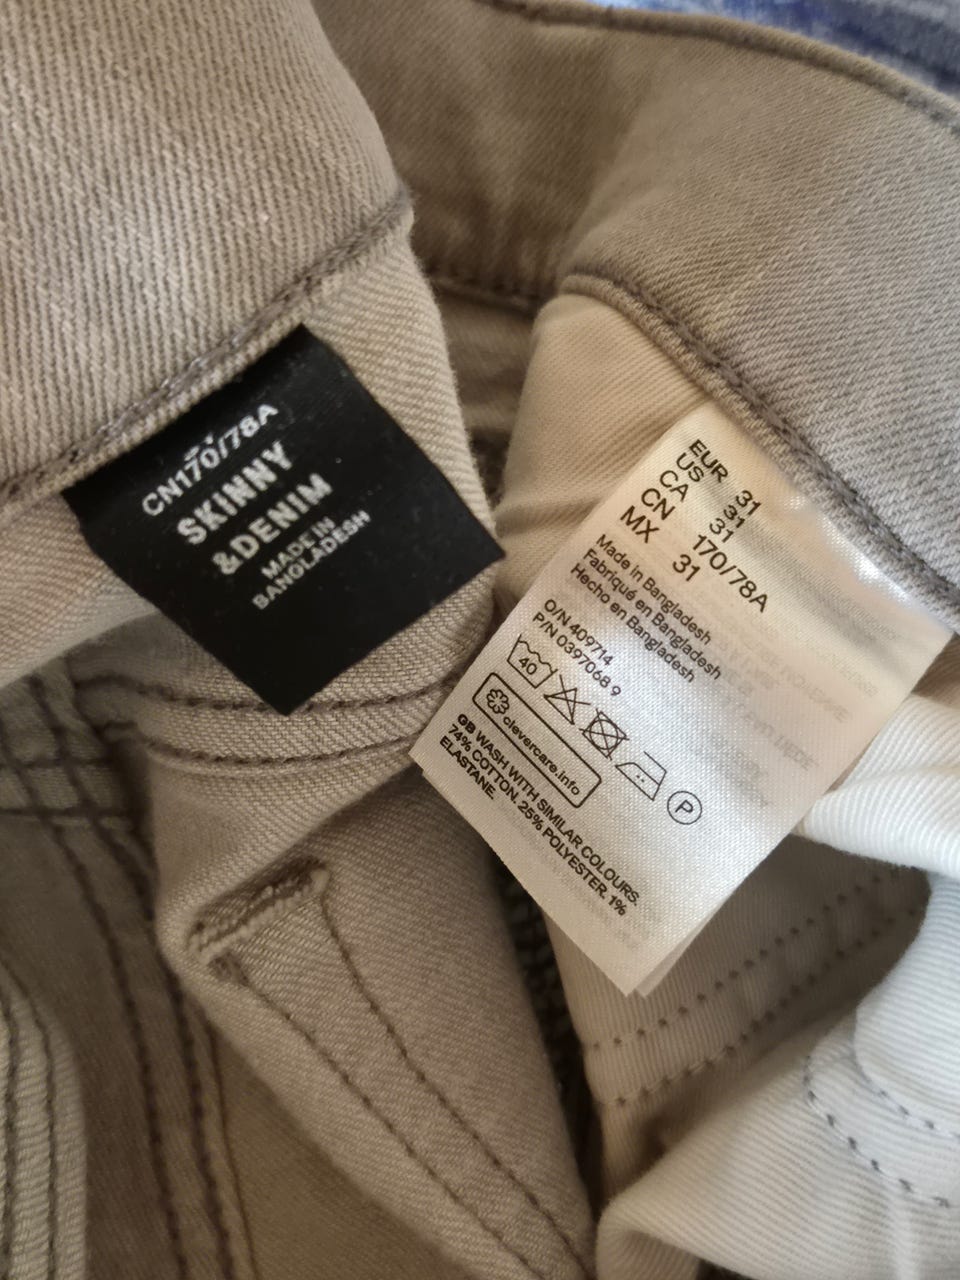 CN170/78A
SKINNY
&DENIM
MADE IN
BANGLADESH
EUR 31
US 31
CA 31
CN 170/78A
MX 31
Made in Bangladesh
Fabriqué en Bangladesh
Hecho en Bangladesh
O/N 409714
P/N 0397068 9
40
P
clevercare.info
GB WASH WITH SIMILAR COLOURS.
74% COTTON. 25% POLYESTER. 1%
ELASTANE.